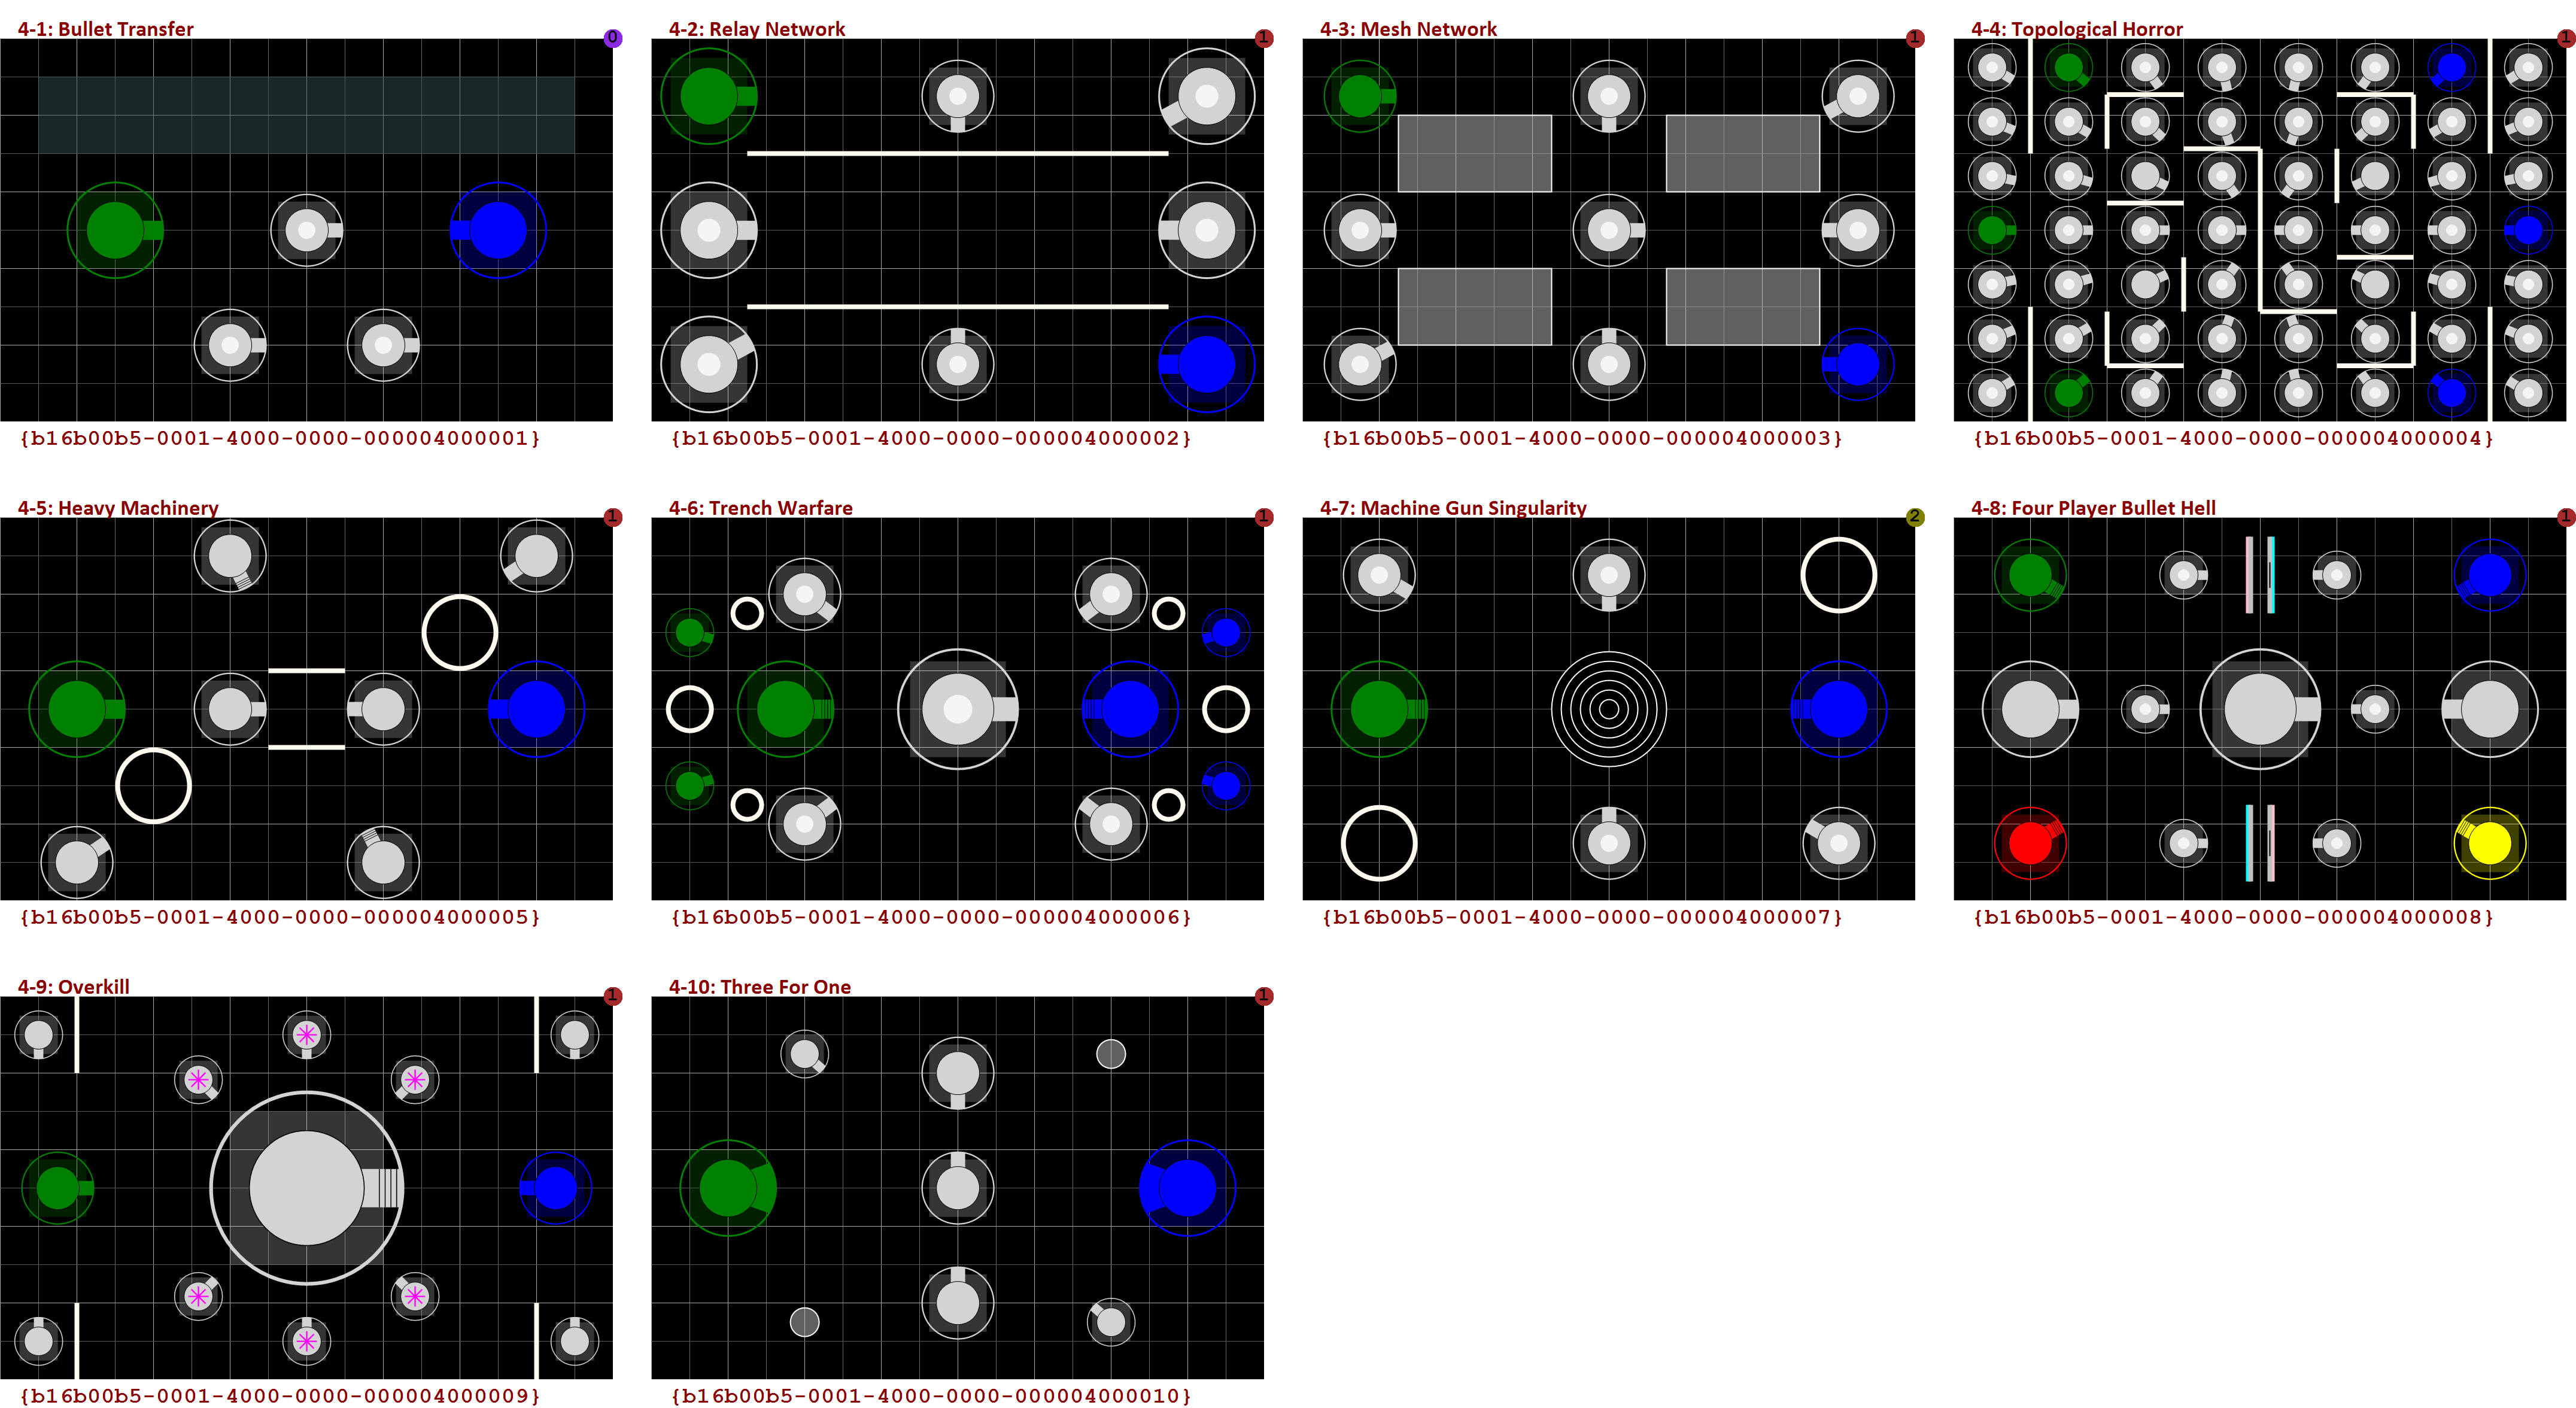 4-1: Bullet Transfer
0
4-2: Relay Network
1
4-3: Mesh Network
1
4-4: Topological Horror
1
{b16b00b5-0001-4000-0000-000004000001}
{b16b00b5-0001-4000-0000-000004000002}
{b16b00b5-0001-4000-0000-000004000003}
{b16b00b5-0001-4000-0000-000004000004}
4-5: Heavy Machinery
1
4-6: Trench Warfare
1
4-7: Machine Gun Singularity
2
4-8: Four Player Bullet Hell
1
{b16b00b5-0001-4000-0000-000004000005}
{b16b00b5-0001-4000-0000-000004000006}
{b16b00b5-0001-4000-0000-000004000007}
{b16b00b5-0001-4000-0000-000004000008}
4-9: Overkill
1
4-10: Three For One
1
{b16b00b5-0001-4000-0000-000004000009}
{b16b00b5-0001-4000-0000-000004000010}